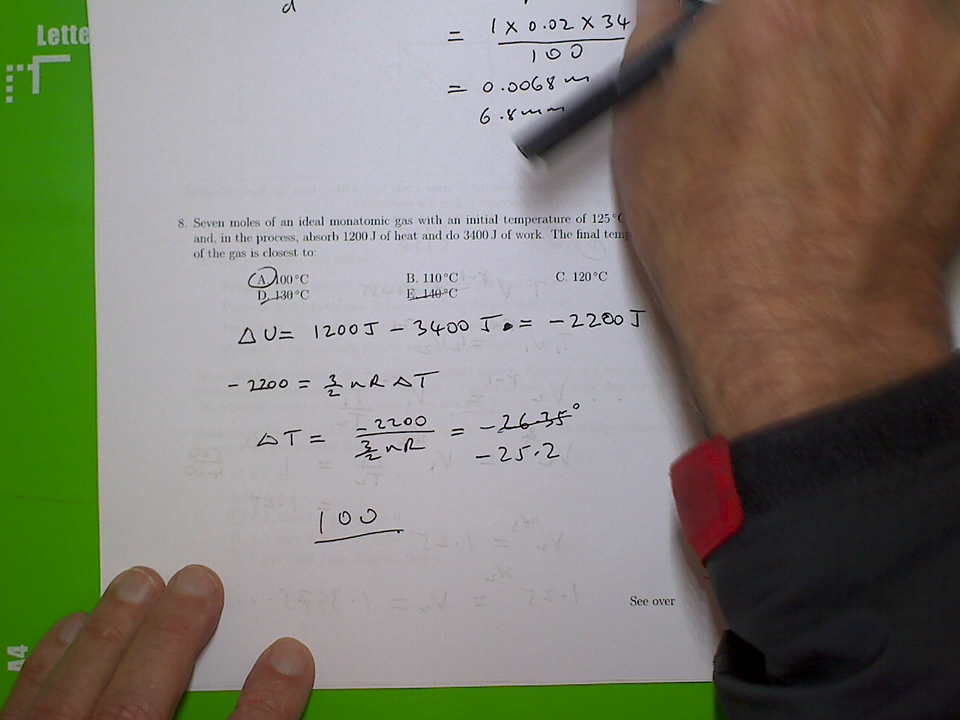 d
Lette
= 1 × 0.02 × 34
100
= 0.0068 m
6.8mm
8. Seven moles of an ideal monatomic gas with an initial temperature of 125°C
and, in the process, absorb 1200 J of heat and do 3400 J of work. The final temp
of the gas is closest to:
A. 100°C B. 110°C C. 120°C
D. 130°C E. 140°C
ΔU = 1200 J - 3400 J = -2200 J
-2200 = 3/2 nR ΔT
ΔT = -2200 / 3/2 nR = -26.35°
-25.2
100
See over
A4